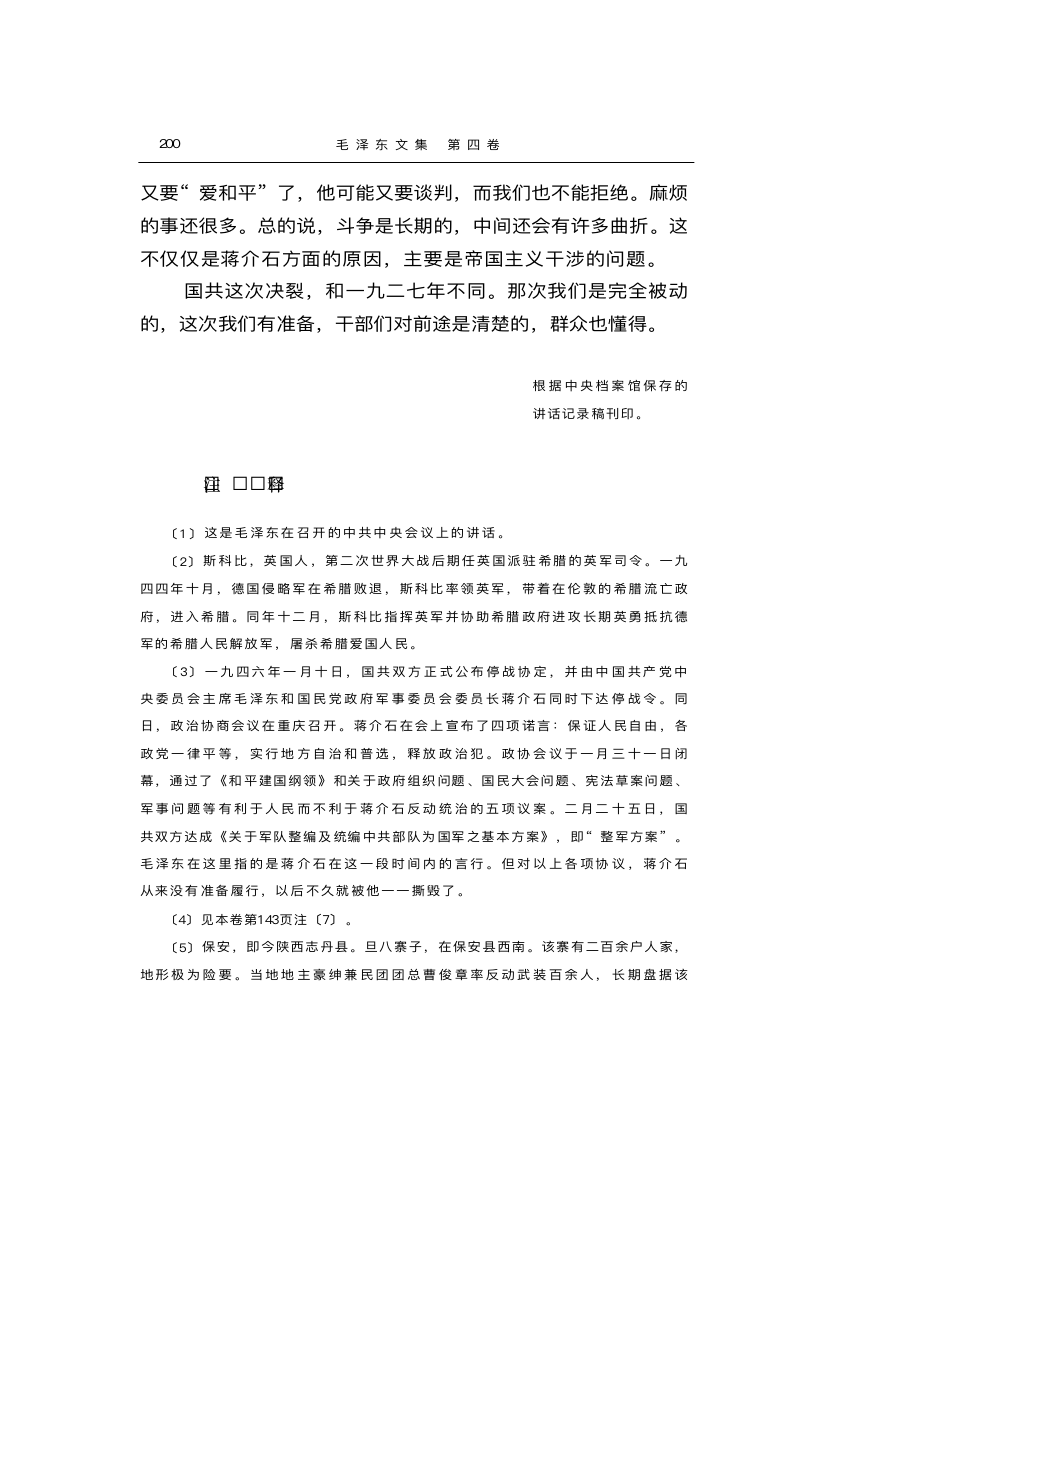 200 毛泽东文集 第四卷
又要“爱和平”了，他可能又要谈判，而我们也不能拒绝。麻烦
的事还很多。总的说，斗争是长期的，中间还会有许多曲折。这
不仅仅是蒋介石方面的原因，主要是帝国主义干涉的问题。
国共这次决裂，和一九二七年不同。那次我们是完全被动
的，这次我们有准备，干部们对前途是清楚的，群众也懂得。
根据中央档案馆保存的
讲话记录稿刊印。
注 □□释
〔1〕这是毛泽东在召开的中共中央会议上的讲话。
〔2〕斯科比，英国人，第二次世界大战后期任英国派驻希腊的英军司令。一九
四四年十月，德国侵略军在希腊败退，斯科比率领英军，带着在伦敦的希腊流亡政
府，进入希腊。同年十二月，斯科比指挥英军并协助希腊政府进攻长期英勇抵抗德
军的希腊人民解放军，屠杀希腊爱国人民。
〔3〕一九四六年一月十日，国共双方正式公布停战协定，并由中国共产党中
央委员会主席毛泽东和国民党政府军事委员会委员长蒋介石同时下达停战令。同
日，政治协商会议在重庆召开。蒋介石在会上宣布了四项诺言：保证人民自由，各
政党一律平等，实行地方自治和普选，释放政治犯。政协会议于一月三十一日闭
幕，通过了《和平建国纲领》和关于政府组织问题、国民大会问题、宪法草案问题、
军事问题等有利于人民而不利于蒋介石反动统治的五项议案。二月二十五日，国
共双方达成《关于军队整编及统编中共部队为国军之基本方案》，即“整军方案”。
毛泽东在这里指的是蒋介石在这一段时间内的言行。但对以上各项协议，蒋介石
从来没有准备履行，以后不久就被他一一撕毁了。
〔4〕见本卷第143页注〔7〕。
〔5〕保安，即今陕西志丹县。旦八寨子，在保安县西南。该寨有二百余户人家，
地形极为险要。当地地主豪绅兼民团团总曹俊章率反动武装百余人，长期盘据该